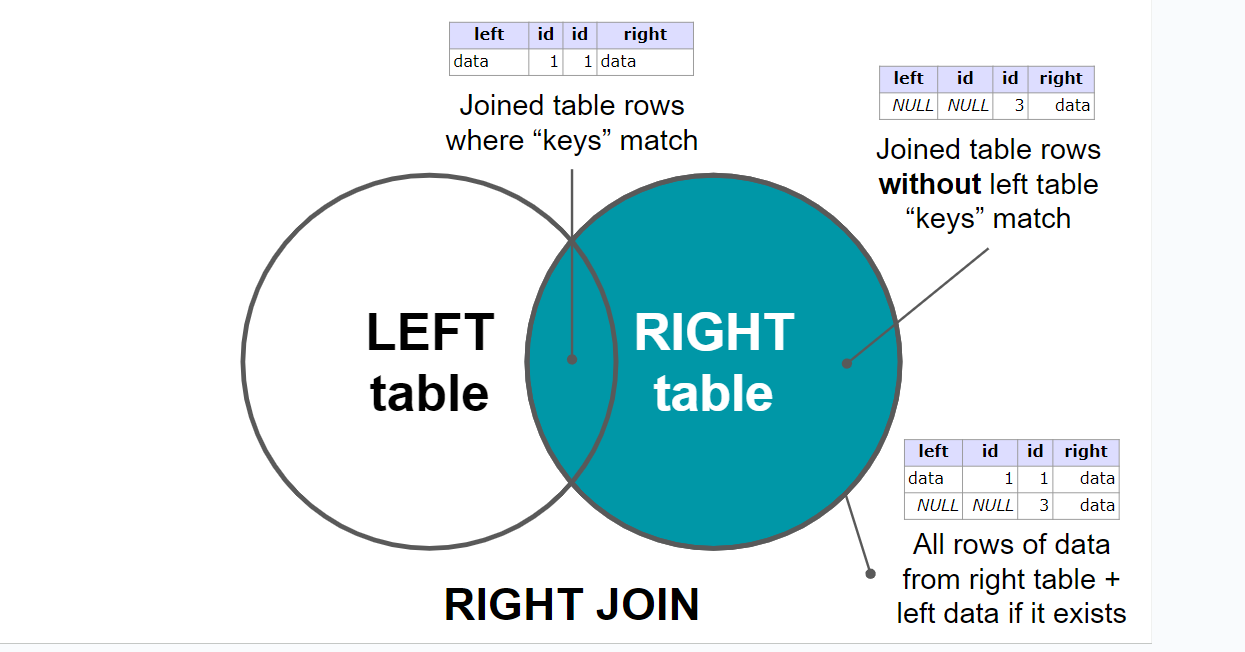 left id id right
data 1 1 data
Joined table rows
where “keys” match
left id id right
NULL NULL 3 data
Joined table rows
without left table
“keys” match
LEFT
table
RIGHT
table
left id id right
data 1 1 data
NULL NULL 3 data
All rows of data
from right table +
left data if it exists
RIGHT JOIN